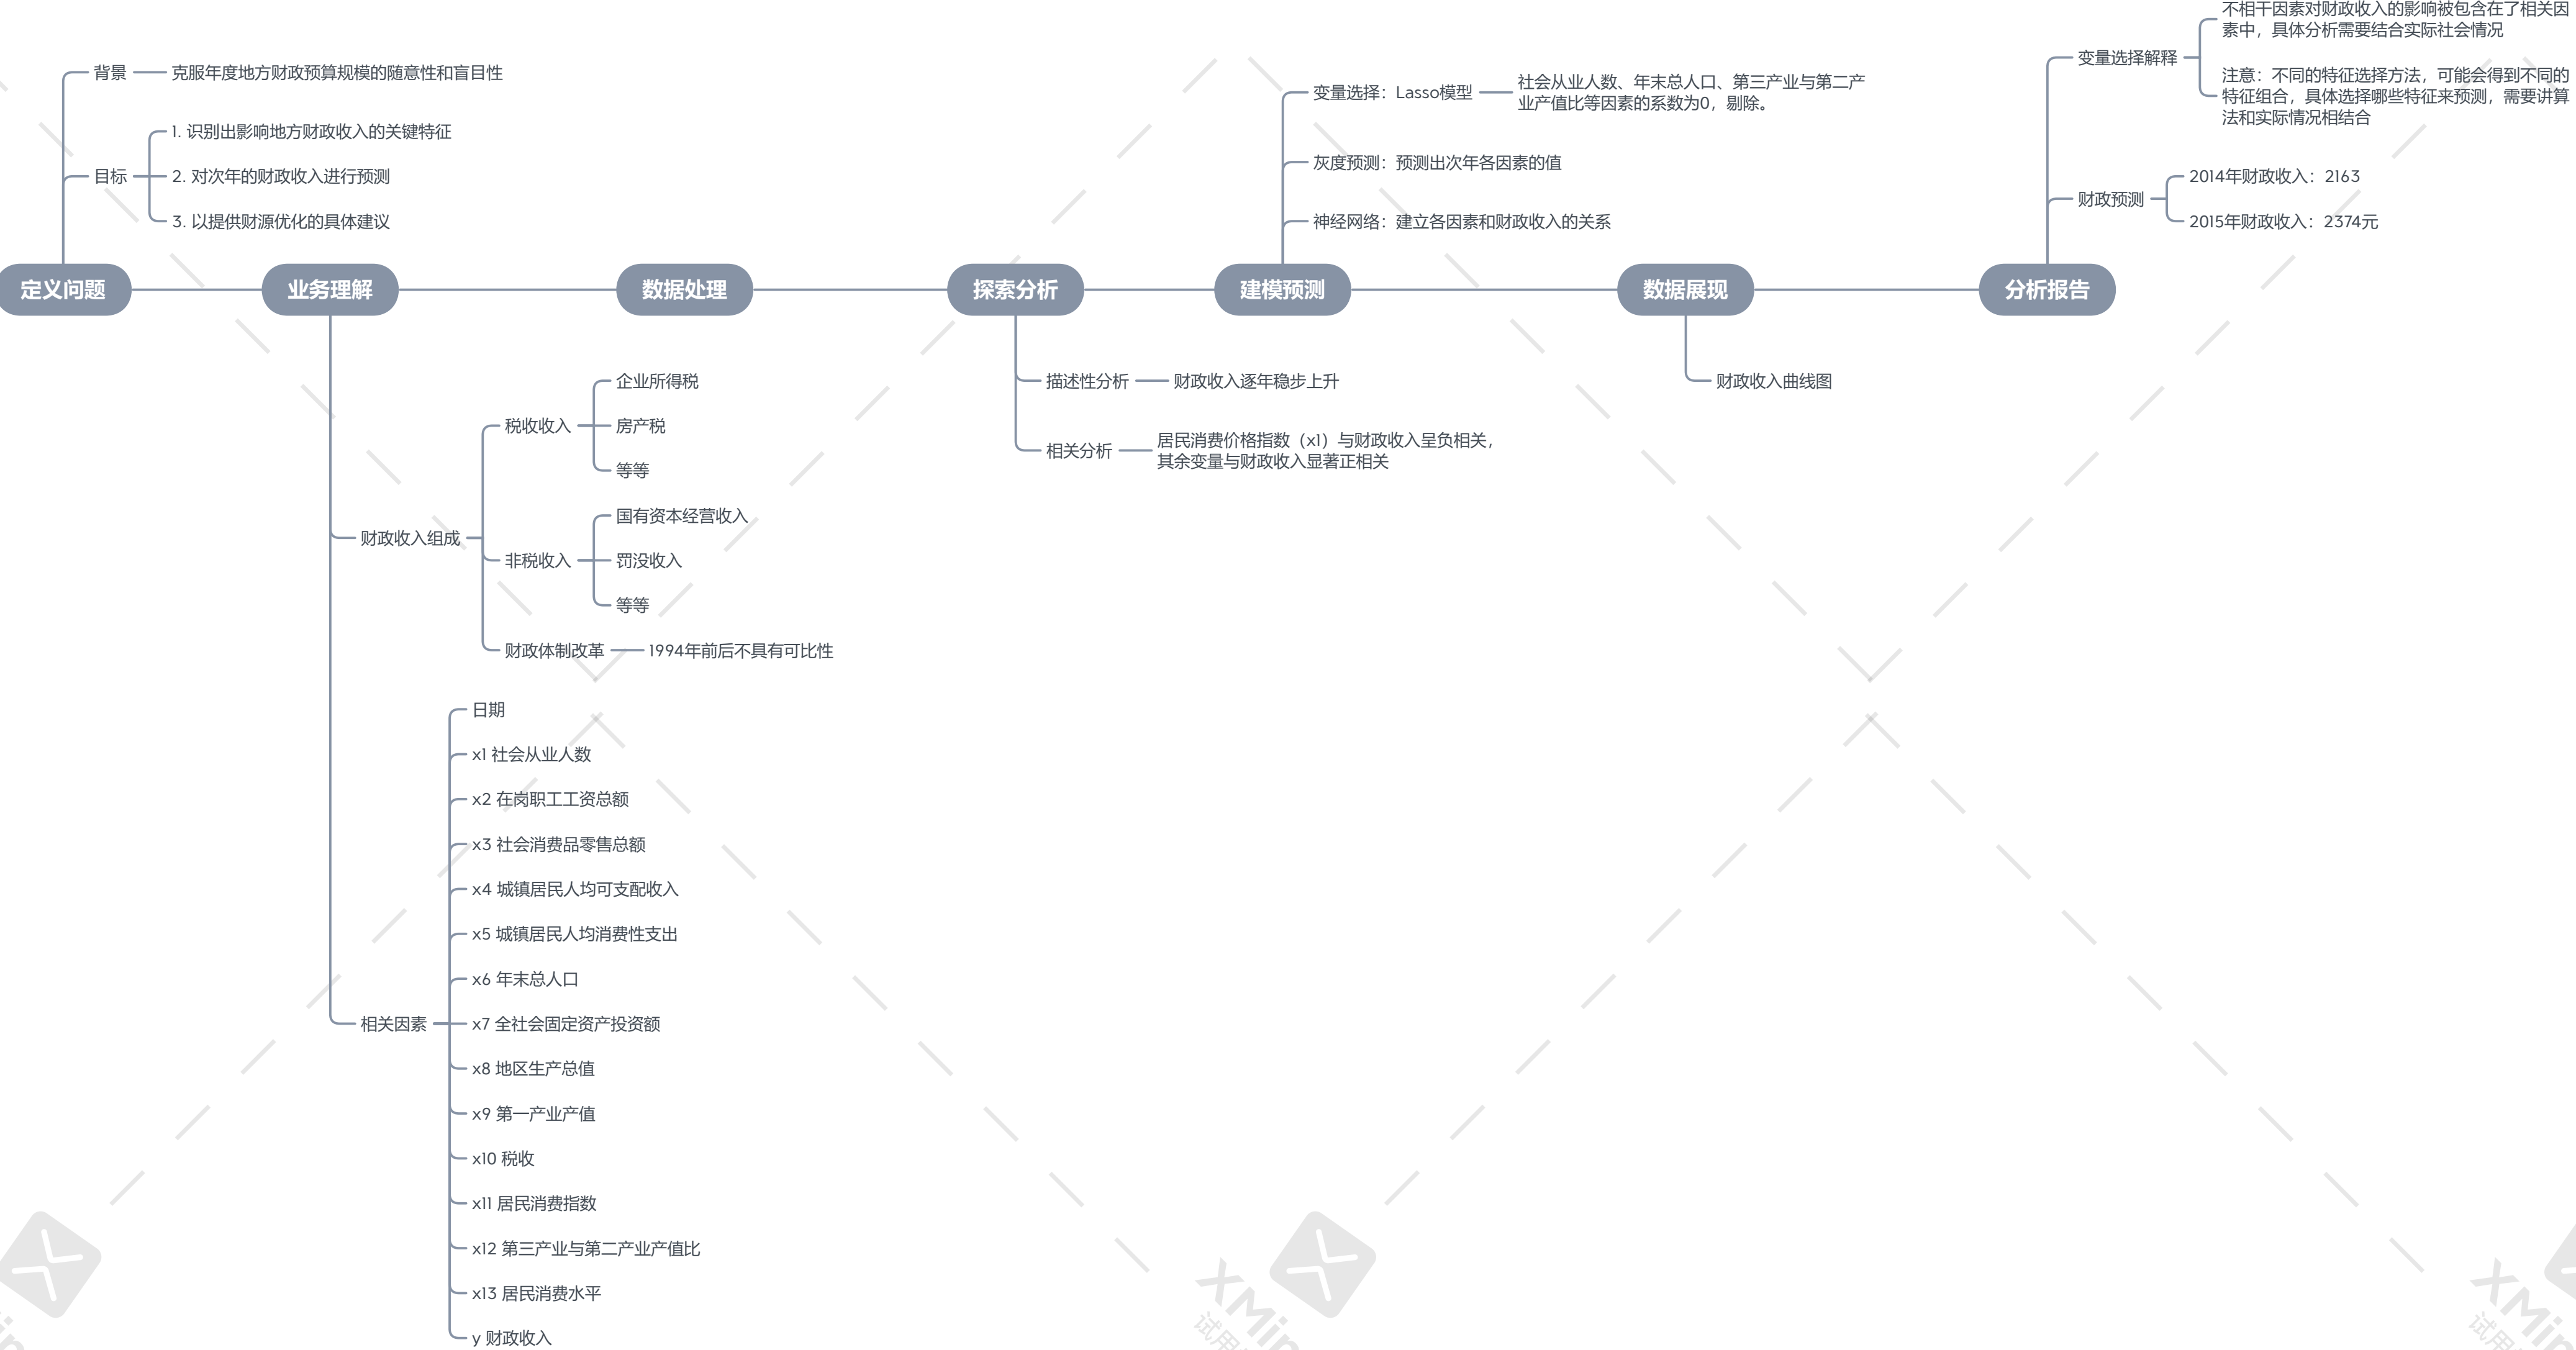 背景
克服年度地方财政预算规模的随意性和盲目性
目标
1. 识别出影响地方财政收入的关键特征
2. 对次年的财政收入进行预测
3. 以提供财源优化的具体建议
定义问题
业务理解
财政收入组成
税收收入
企业所得税
房产税
等等
非税收入
国有资本经营收入
罚没收入
等等
财政体制改革
1994年前后不具有可比性
相关因素
日期
x1 社会从业人数
x2 在岗职工工资总额
x3 社会消费品零售总额
x4 城镇居民人均可支配收入
x5 城镇居民人均消费性支出
x6 年末总人口
x7 全社会固定资产投资额
x8 地区生产总值
x9 第一产业产值
x10 税收
x11 居民消费指数
x12 第三产业与第二产业产值比
x13 居民消费水平
y 财政收入
数据处理
探索分析
描述性分析
财政收入逐年稳步上升
相关分析
居民消费价格指数（x1）与财政收入呈负相关，
其余变量与财政收入显著正相关
建模预测
变量选择：Lasso模型
社会从业人数、年末总人口、第三产业与第二产
业产值比等因素的系数为0，剔除。
灰度预测：预测出次年各因素的值
神经网络：建立各因素和财政收入的关系
数据展现
财政收入曲线图
分析报告
变量选择解释
不相干因素对财政收入的影响被包含在了相关因
素中，具体分析需要结合实际社会情况
注意：不同的特征选择方法，可能会得到不同的
特征组合，具体选择哪些特征来预测，需要讲算
法和实际情况相结合
财政预测
2014年财政收入：2163
2015年财政收入：2374元
XMin
试用
XMin
试用